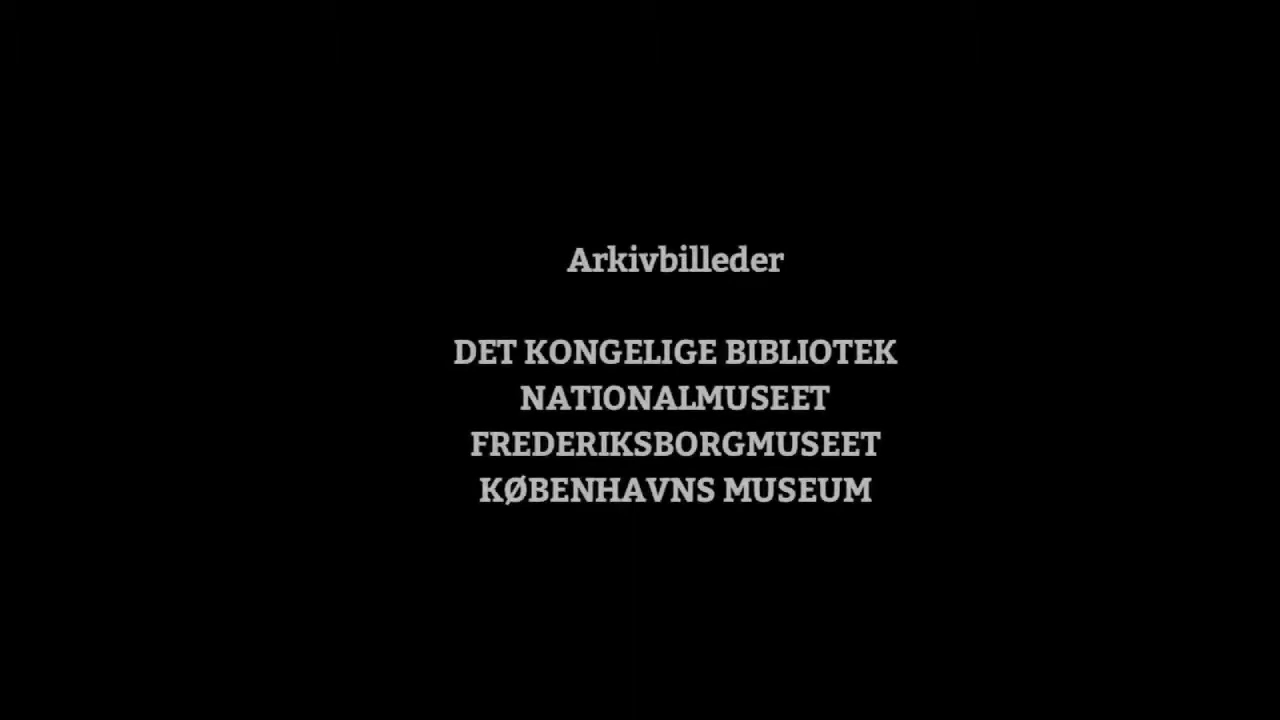 Arkivbilleder
DET KONGELIGE BIBLIOTEK
NATIONALMUSEET
FREDERIKSBORGMUSEET
KØBENHAVNS MUSEUM